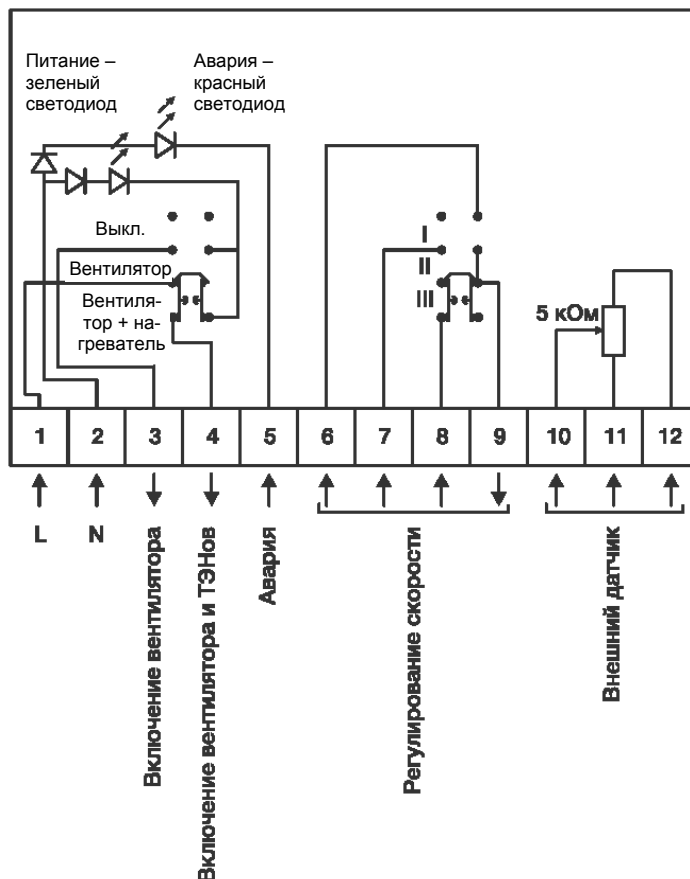 Питание –
зеленый
светодиод
Авария –
красный
светодиод
Выкл.
Вентилятор
Вентиля-
тор + на-
греватель
I
II
III
5 кОм
1 2 3 4 5 6 7 8 9 10 11 12
L
N
Включение вентилятора
Включение вентилятора и ТЭНов
Авария
Регулирование скорости
Внешний датчик